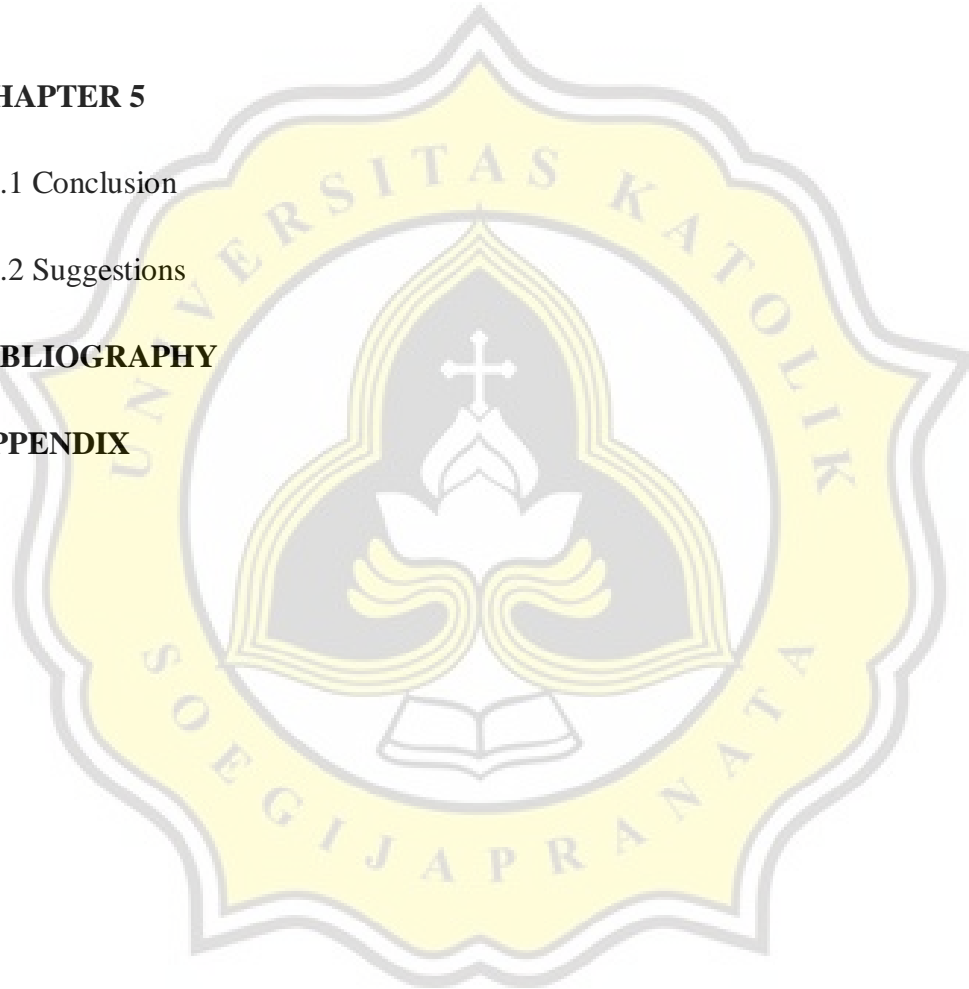 HAPTER 5
.1 Conclusion
.2 Suggestions
BLIOGRAPHY
PPENDIX
UNIVERSITAS KATOLIK
SOEGIJAPRANATA